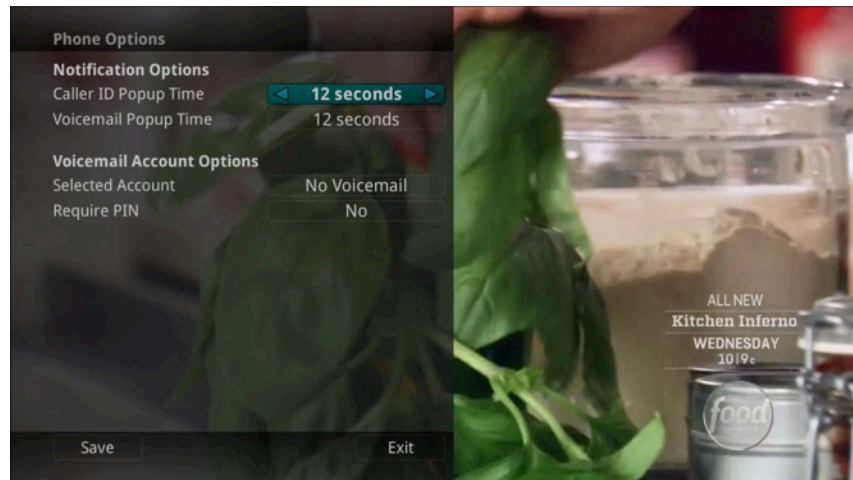 Phone Options
Notification Options
Caller ID Popup Time 12 seconds
Voicemail Popup Time 12 seconds
Voicemail Account Options
Selected Account No Voicemail
Require PIN No
ALL NEW
Kitchen Inferno
WEDNESDAY
10|9c
food
Save Exit